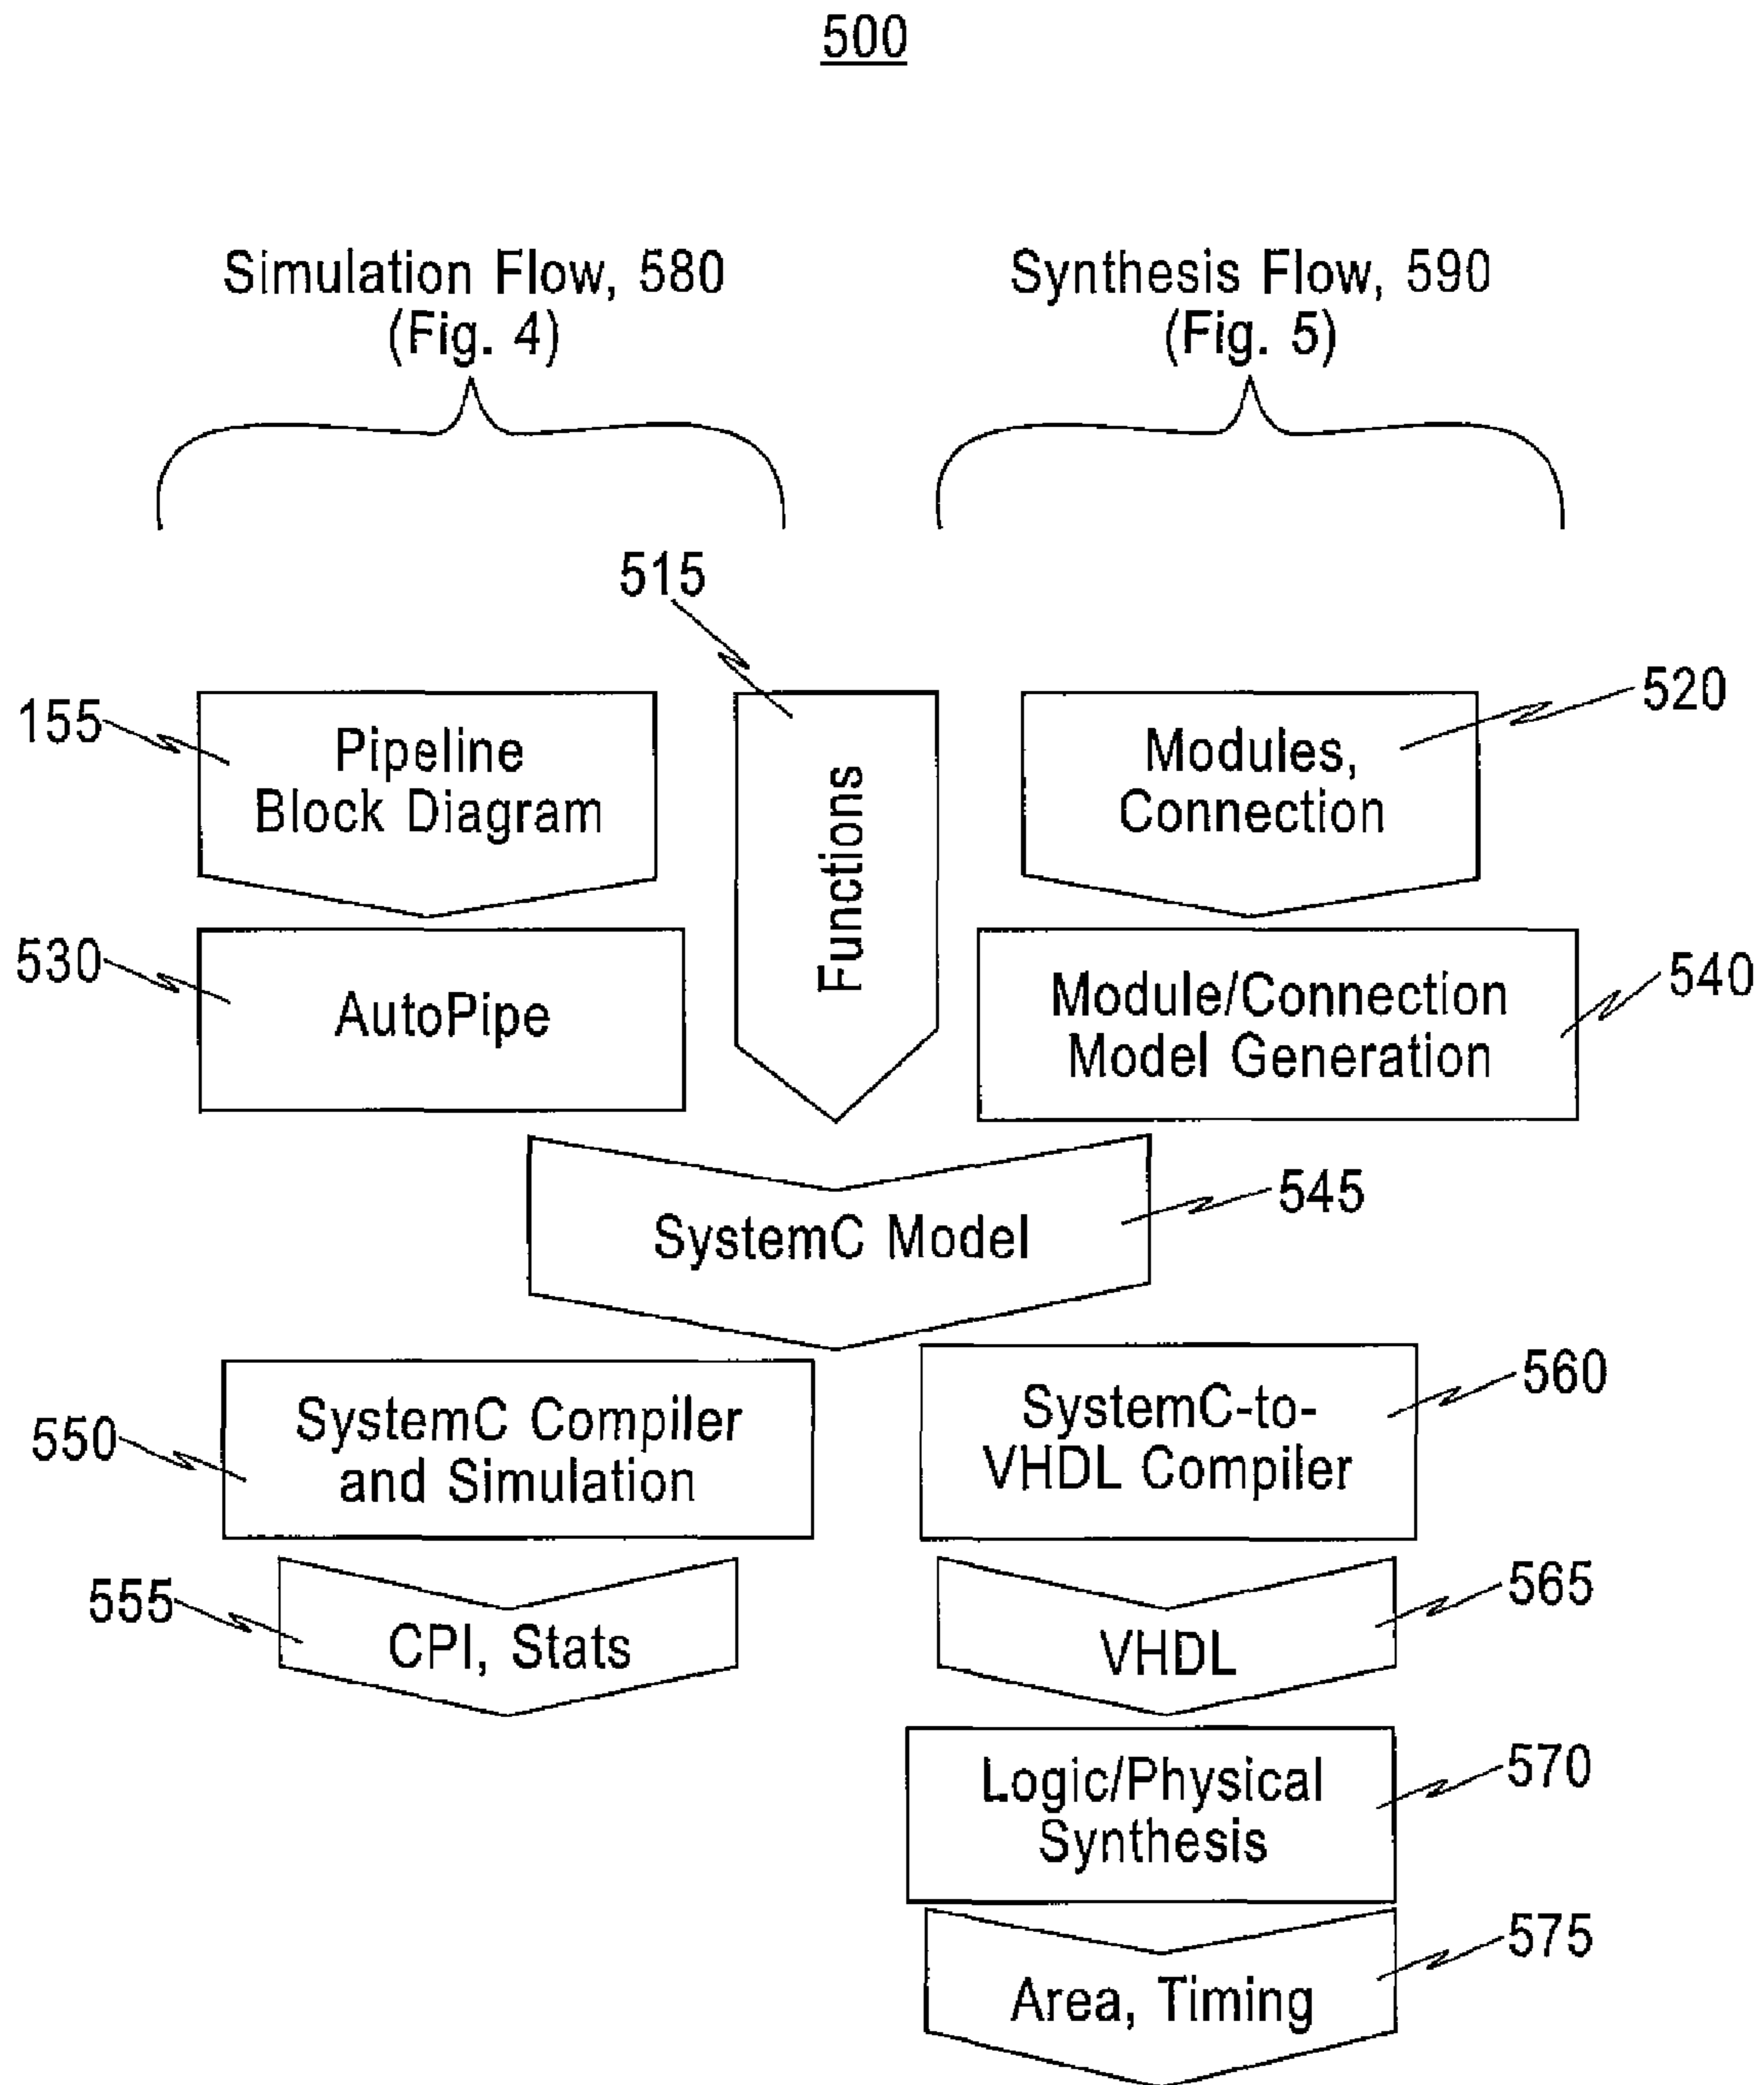 500
Simulation Flow, 580
(Fig. 4)
Synthesis Flow, 590
(Fig. 5)
515
155
Pipeline
Block Diagram
Functions
Modules,
Connection
520
530
AutoPipe
Module/Connection
Model Generation
540
SystemC Model
545
550
SystemC Compiler
and Simulation
SystemC-to-
VHDL Compiler
560
555
CPI, Stats
VHDL
565
Logic/Physical
Synthesis
570
Area, Timing
575